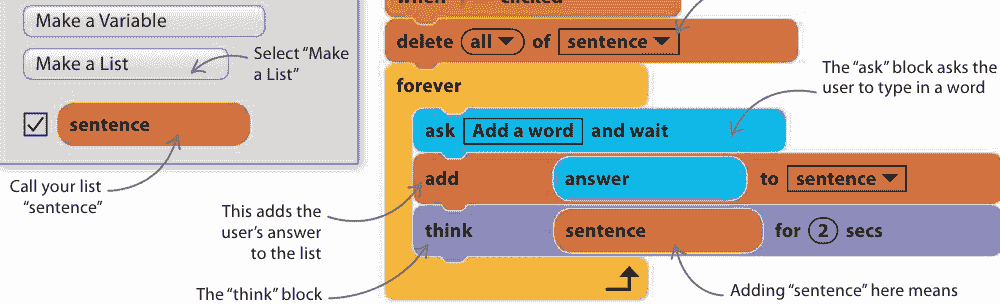 when clicked
Make a Variable
delete all of sentence
Make a List
Select “Make
a List”
forever
The “ask” block asks the
user to type in a word
sentence
ask Add a word and wait
add answer to sentence
Call your list
“sentence”
This adds the
user’s answer
to the list
think sentence for 2 secs
The “think” block
Adding “sentence” here means